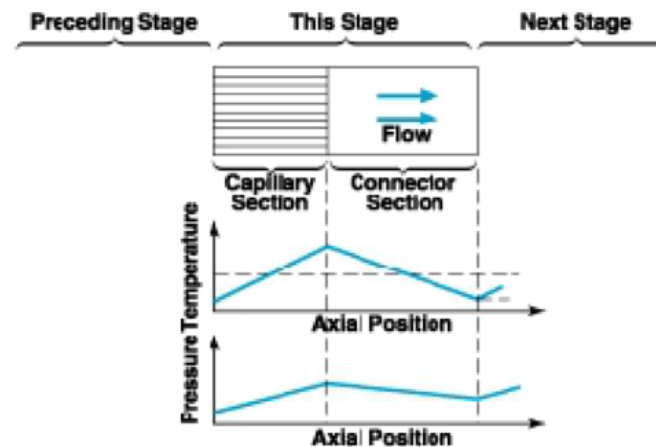 Preceding Stage This Stage Next Stage
Flow
Capillary Section Connector Section
Temperature
Axial Position
Pressure
Axial Position